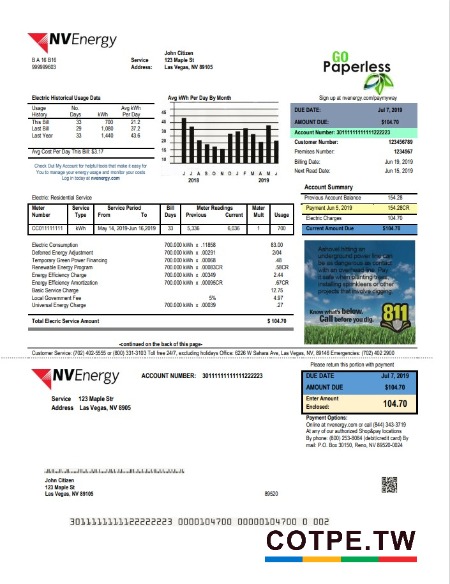 NVEnergy
B A 16 B16
999999603
Service
Address:
John Citizen
123 Maple St
Las Vegas, NV 89105
GO
Paperless
Sign up at nvenergy.com/paymyway
Electric Historical Usage Data
Usage History No. Days kWh Avg kWh Per Day
This Bill 33 700 21.2
Last Bill 29 1,080 37.2
Last Year 33 1,440 43.6
Avg Cost Per Day This Bill: $3.17
Check Out My Account for helpful tools that make it easy for
You to manage your energy usage and monitor your costs
Log in today at nvenergy.com
Avg kWh Per Day By Month
45
40
35
30
25
20
15
10
5
J J A S O N D J F M A M J
2018 2019
DUE DATE: Jul 7, 2019
AMOUNT DUE: $104.70
Account Number: 3011111111111222223
Customer Number: 123456789
Premises Number: 1234567
Billing Date: Jun 19, 2019
Next Read Date: Jun 15, 2019
Account Summary
Previous Account Balance 154.28
Payment Jun 5, 2019 154.28CR
Electric Charges 104.70
Current Amount Due $104.70
Electric: Residential Service
Meter Number Service Type Service Period From To Bill Days Meter Readings Previous Current Meter Mult Usage
CC011111111 kWH May 14, 2019-Jun 16,2019 33 5,336 6,036 1 700
Electric Consumption 700.000 kWh x .11858 83.00
Deferred Energy Adjustment 700.000 kWh x .00291 2/04
Temporary Green Power Financing 700.000 kWh x .00068 .48
Renewable Energy Program 700.000 kWh x .00083CR .58CR
Energy Efficiency Charge 700.000 kWh x .00349 2.44
Energy Efficiency Amortization 700.000 kWh x .00096CR .67CR
Basic Service Charge 12.75
Local Government Fee 5% 4.97
Universal Energy Charge 700.000 kWh x .00039 .27
Total Elecric Service Amount $ 104.70
Aerovac hitting an
underground power line can
be as dangerous as contact
with an overhead line. Play
it safe when planting trees,
installing sprinklers or other
projects that involve digging.
Know what's below.
Call before you dig.
811
-continued on the back of this page-
Customer Service: (702) 402-5555 or (800) 331-3103 Toll free 24/7, excluding holidays Office: 6226 W Sahara Ave, Las Vegas, NV, 89146 Emergencies: (702) 402 2900
Please return this portion with payment
NVEnergy
ACCOUNT NUMBER: 3011111111111222223
DUE DATE Jul 7, 2019
AMOUNT DUE $104.70
Enter Amount
Enclosed: 104.70
Service 123 Maple Str
Address Las Vegas, NV 8905
Payment Options:
Online at nvenergy.com or call (844) 343-3719
At any of our authorized Shop&pay locations
By phone: (800) 253-8084 (debit/credit card) By
mail: P.O. Box 30150, Reno, NV 89520-0024
John Citizen
123 Maple St
Las Vegas, NV 89105
89520
30111111111122222223 0000104700 00000104700 0 002
COTPE.TW